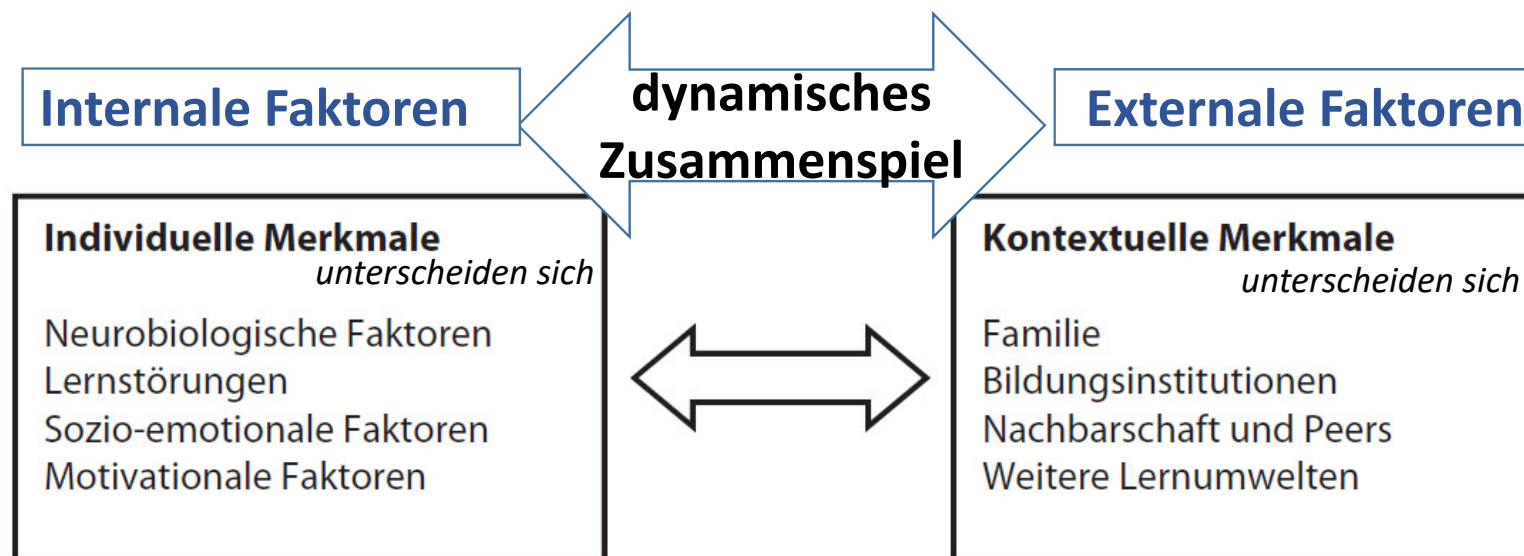 Internale Faktoren
dynamisches
Zusammenspiel
Externale Faktoren
Individuelle Merkmale
unterscheiden sich
Neurobiologische Faktoren
Lernstörungen
Sozio-emotionale Faktoren
Motivationale Faktoren
Kontextuelle Merkmale
unterscheiden sich
Familie
Bildungsinstitutionen
Nachbarschaft und Peers
Weitere Lernumwelten